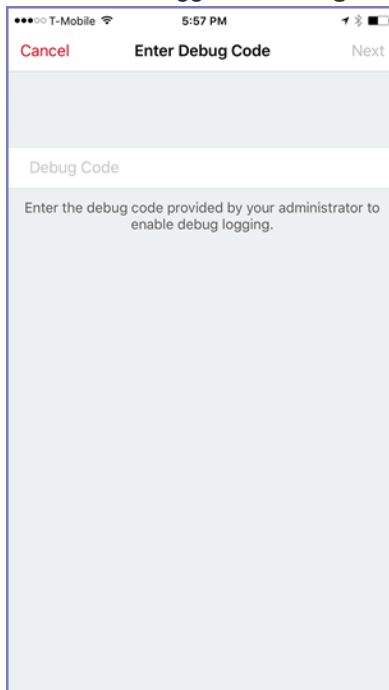 T-Mobile 5:57 PM
Cancel Enter Debug Code Next
Debug Code
Enter the debug code provided by your administrator to
enable debug logging.